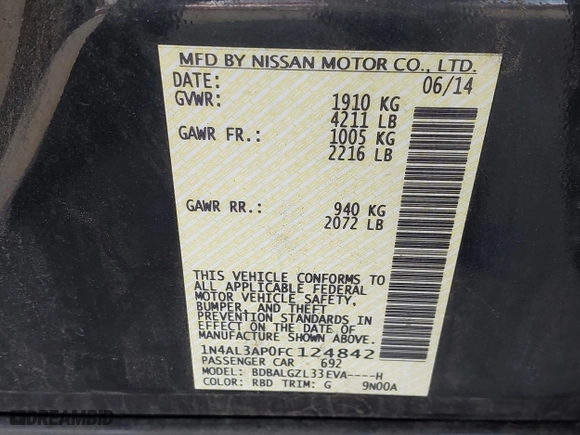 MFD BY NISSAN MOTOR CO., LTD.
DATE: 06/14
GVWR: 1910 KG
4211 LB
GAWR FR.: 1005 KG
2216 LB
GAWR RR.: 940 KG
2072 LB
THIS VEHICLE CONFORMS TO
ALL APPLICABLE FEDERAL
MOTOR VEHICLE SAFETY,
BUMPER, AND THEFT
PREVENTION STANDARDS IN
EFFECT ON THE DATE OF
MANUFACTURE SHOWN ABOVE.
1N4AL3AP0FC124842
PASSENGER CAR 692
MODEL: BDBALGZL33EVA----H
COLOR: RBD TRIM: G 9N00A